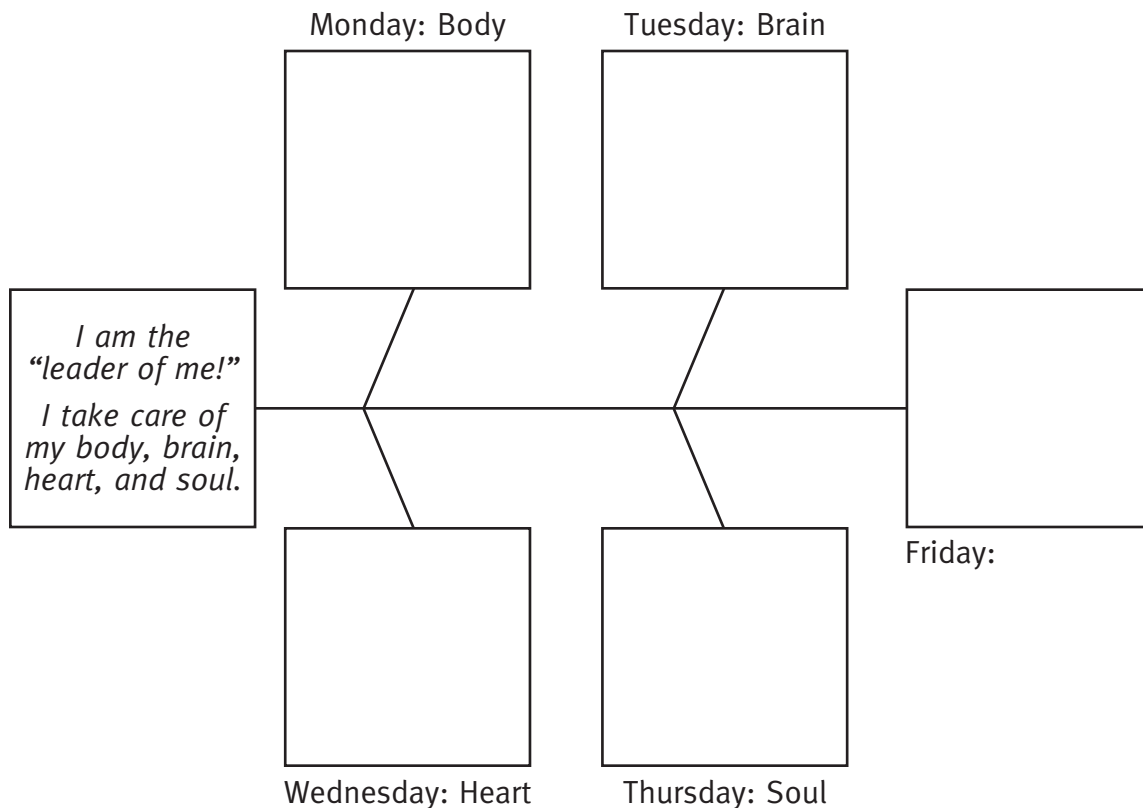 Monday: Body
Tuesday: Brain
I am the
“leader of me!”
I take care of
my body, brain,
heart, and soul.
Friday:
Wednesday: Heart
Thursday: Soul